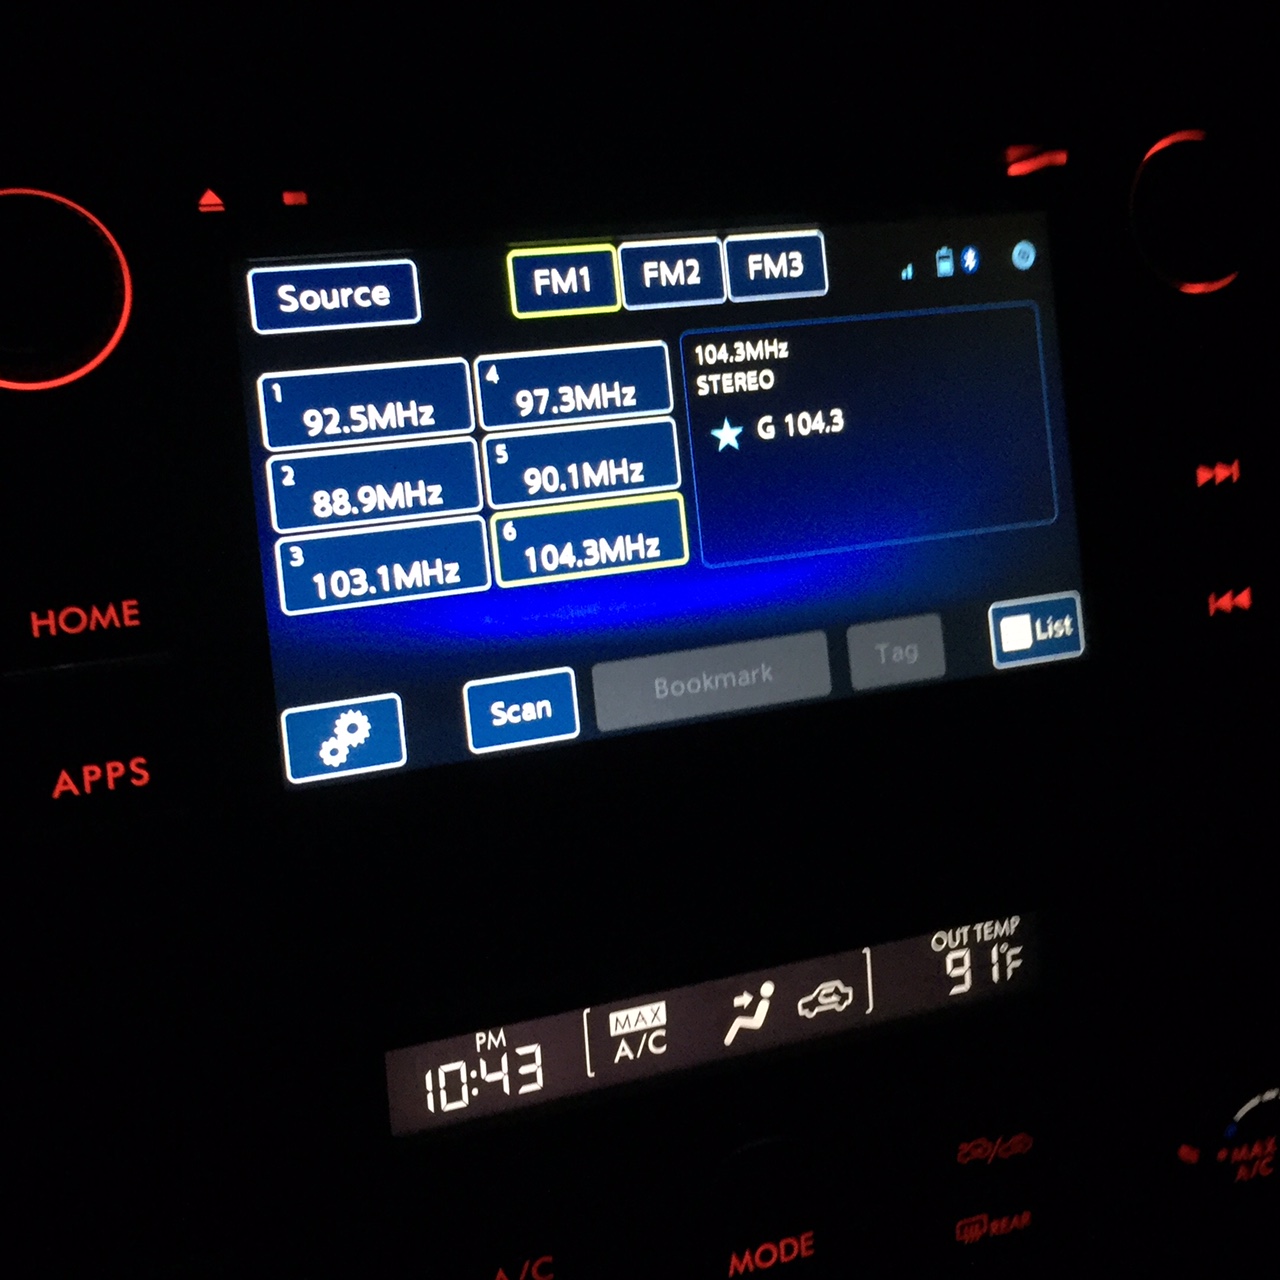 Source
FM1
FM2
FM3
1
92.5MHz
4
97.3MHz
2
88.9MHz
5
90.1MHz
3
103.1MHz
6
104.3MHz
104.3MHz
STEREO
G 104.3
Scan
Bookmark
Tag
List
HOME
APPS
PM
10:43
MAX
A/C
OUT TEMP
91°F
MAX
A/C
REAR
MODE
A/C